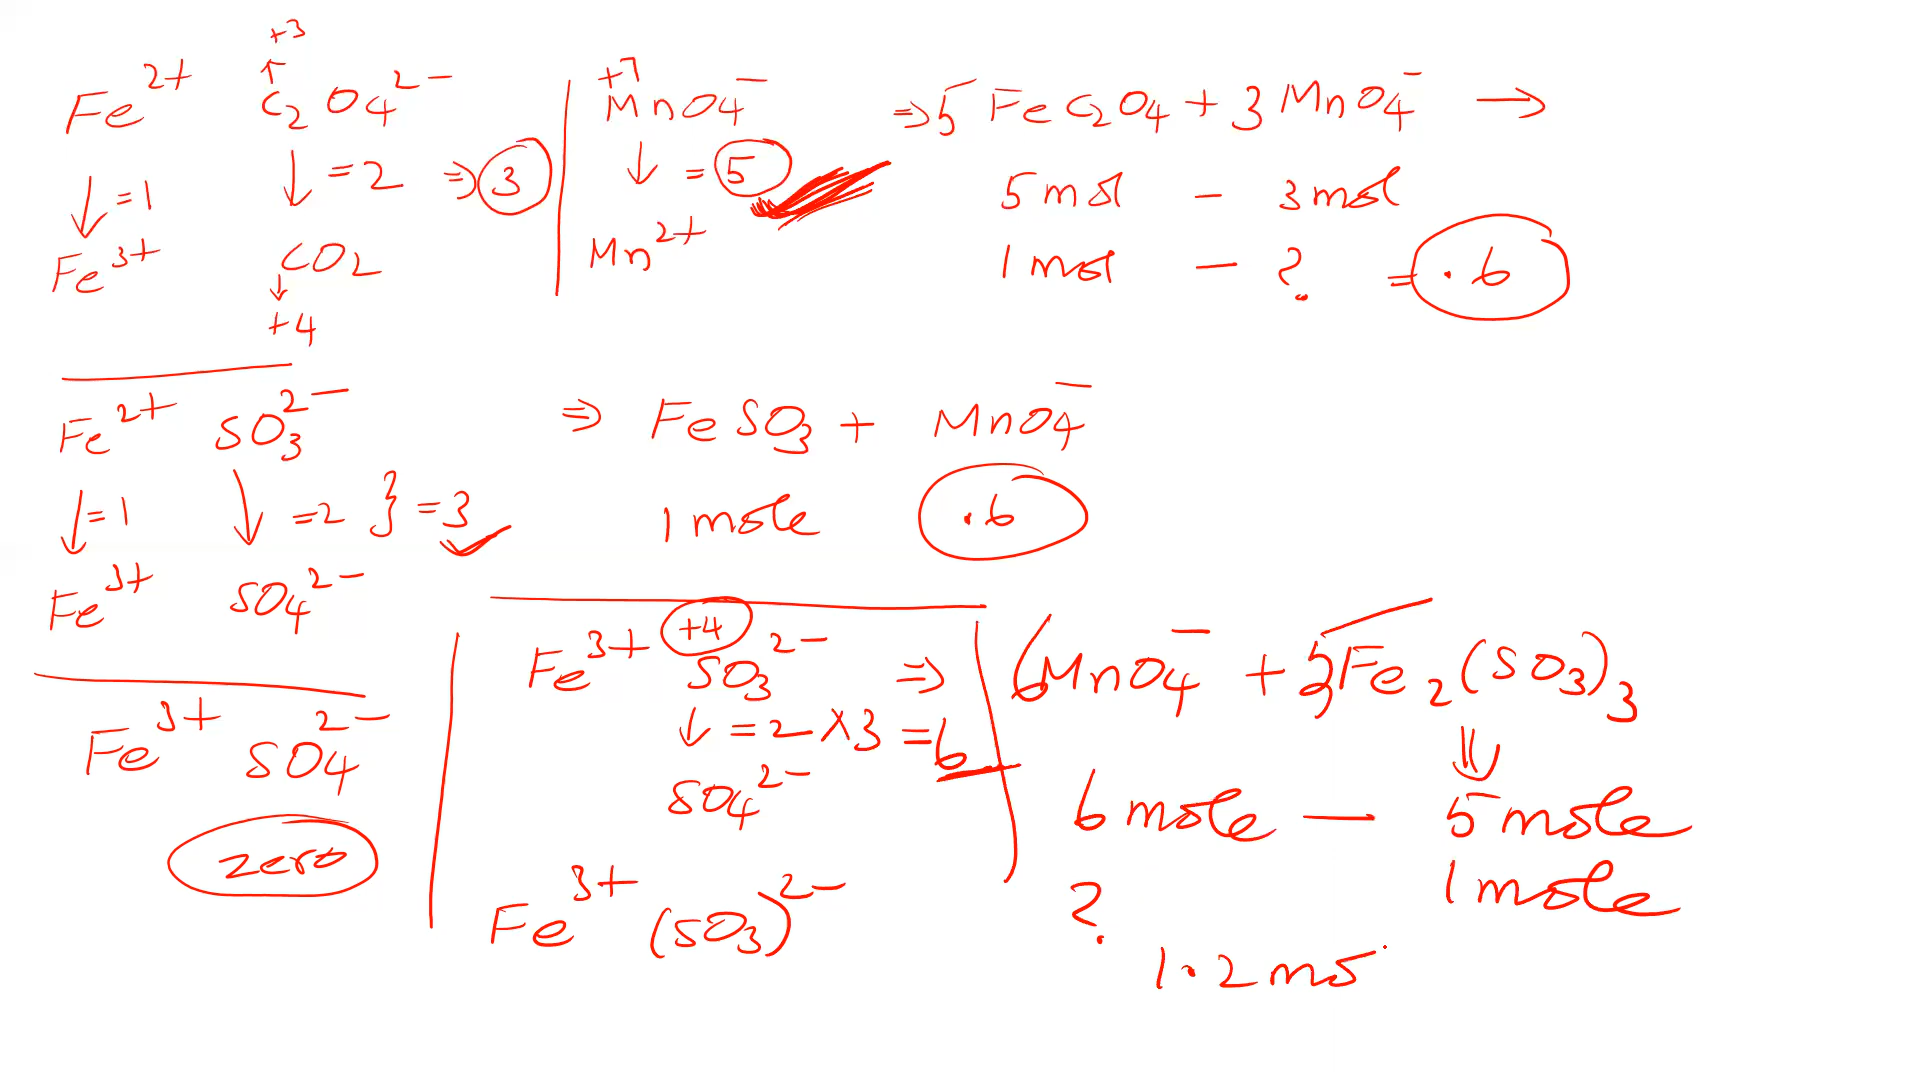 +3
Fe²⁺ C₂O₄²⁻
↓ = 1 ↓ = 2 ⇒ 3
Fe³⁺ CO₂
+4
+7
MnO₄⁻
↓ = 5
Mn²⁺
⇒ 5 FeC₂O₄ + 3 MnO₄⁻ →
5 mol – 3 mol
1 mol – ? = .6
Fe²⁺ SO₃²⁻
↓ = 1 ↓ = 2 } = 3
Fe³⁺ SO₄²⁻
⇒ FeSO₃ + MnO₄⁻
1 mole .6
Fe³⁺ SO₄²⁻
zero
+4
Fe³⁺ SO₃²⁻ ⇒
↓ = 2 × 3 = 6
SO₄²⁻
Fe³⁺ (SO₃)²⁻
6MnO₄⁻ + 5Fe₂(SO₃)₃
⇓
6 mole — 5 mole
? 1 mole
1.2 mo